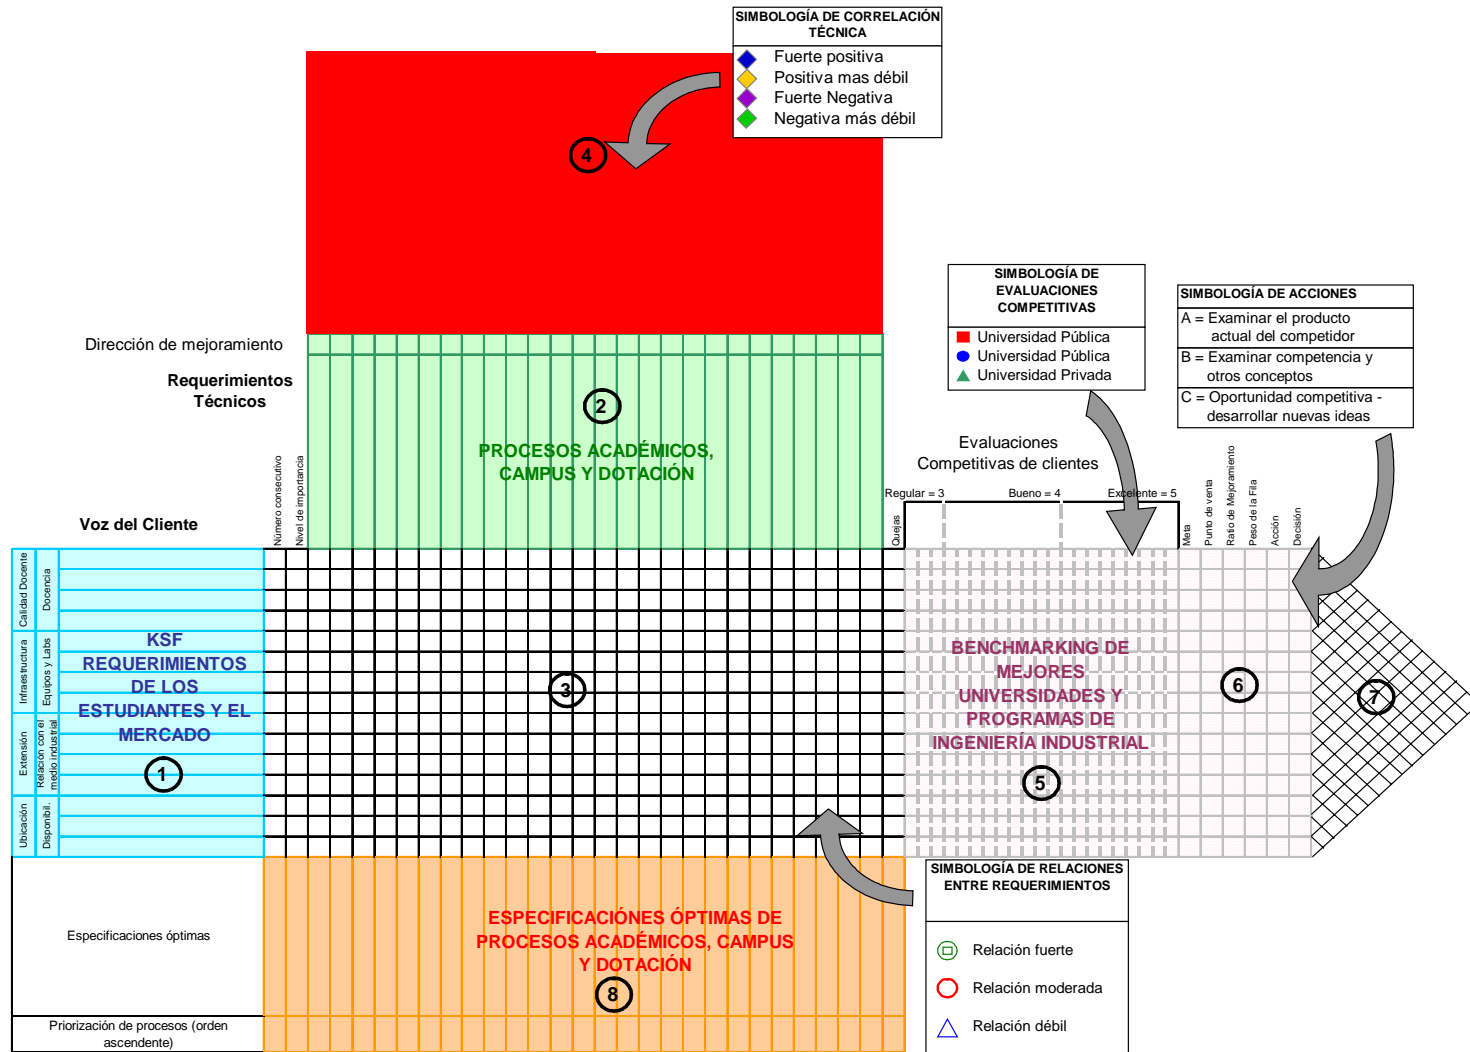 SIMBOLOGÍA DE CORRELACIÓN
TÉCNICA
Fuerte positiva
Positiva mas débil
Fuerte Negativa
Negativa más débil
4
SIMBOLOGÍA DE
EVALUACIONES
COMPETITIVAS
Universidad Pública
Universidad Pública
Universidad Privada
SIMBOLOGÍA DE ACCIONES
A = Examinar el producto
actual del competidor
B = Examinar competencia y
otros conceptos
C = Oportunidad competitiva -
desarrollar nuevas ideas
Dirección de mejoramiento
Requerimientos
Técnicos
2
PROCESOS ACADÉMICOS,
CAMPUS Y DOTACIÓN
Evaluaciones
Competitivas de clientes
Regular = 3
Bueno = 4
Excelente = 5
Voz del Cliente
Número consecutivo
Nivel de importancia
Quejas
Meta
Punto de venta
Ratio de Mejoramiento
Peso de la Fila
Acción
Decisión
Calidad Docente
Docencia
Infraestructura
Equipos y Labs
Extensión
Relación con el
medio industrial
Ubicación
Disponibil.
KSF
REQUERIMIENTOS
DE LOS
ESTUDIANTES Y EL
MERCADO
1
3
BENCHMARKING DE
MEJORES
UNIVERSIDADES Y
PROGRAMAS DE
INGENIERÍA INDUSTRIAL
5
6
7
SIMBOLOGÍA DE RELACIONES
ENTRE REQUERIMIENTOS
Relación fuerte
Relación moderada
Relación débil
Especificaciones óptimas
ESPECIFICACIÓNES ÓPTIMAS DE
PROCESOS ACADÉMICOS, CAMPUS
Y DOTACIÓN
8
Priorización de procesos (orden
ascendente)